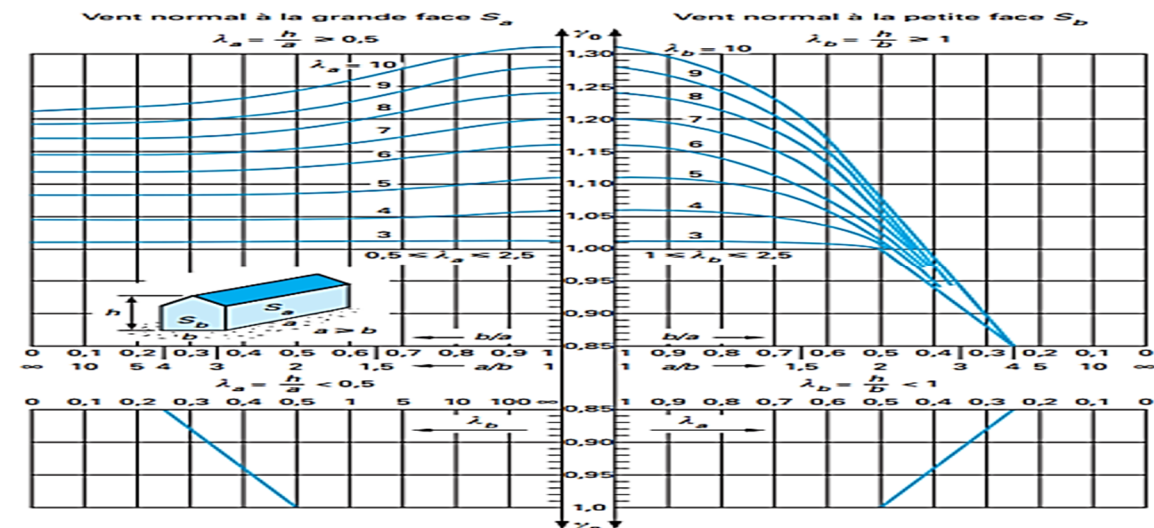 Vent normal à la grande face Sa
Vent normal à la petite face Sb
λa = h/a ≥ 0,5
γo
λb = h/b ≥ 1
1,30
λa = 10
λb = 10
9
9
1,25
8
8
1,20
7
7
1,15
6
6
1,10
5
5
1,05
4
4
3
3
1,00
0,5 ≤ λa ≤ 2,5
1 ≤ λb ≤ 2,5
0,95
h
Sb
Sa
b
a
a > b
0,90
b/a
b/a
0,85
0 0,1 0,2 0,3 0,4 0,5 0,6 0,7 0,8 0,9 1
1 0,9 0,8 0,7 0,6 0,5 0,4 0,3 0,2 0,1 0
∞ 10 5 4 3 2 1,5 a/b 1
1 a/b 1,5 2 3 4 5 10 ∞
λa = h/a < 0,5
λb = h/b < 1
0 0,1 0,2 0,3 0,4 0,5 1 5 10 100 ∞
0,85
1 0,9 0,8 0,7 0,6 0,5 0,4 0,3 0,2 0,1 0
λb
λa
0,90
0,95
1,0
γo